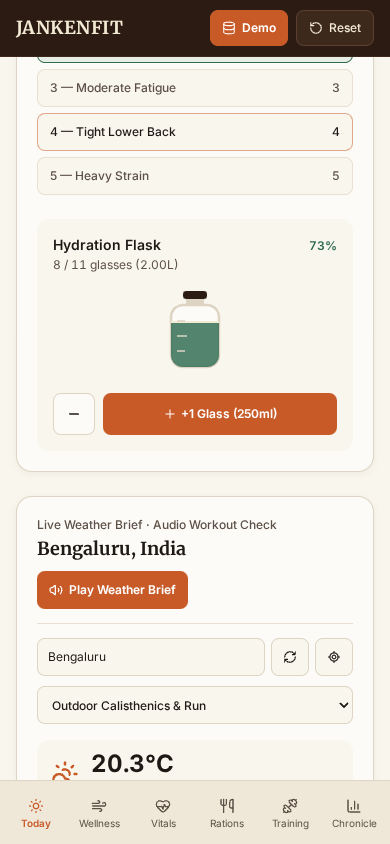 JANKENFIT
Demo
Reset
3 — Moderate Fatigue 3
4 — Tight Lower Back 4
5 — Heavy Strain 5
Hydration Flask 73%
8 / 11 glasses (2.00L)
+1 Glass (250ml)
Live Weather Brief · Audio Workout Check
Bengaluru, India
Play Weather Brief
Bengaluru
Outdoor Calisthenics & Run
20.3°C
Today Wellness Vitals Rations Training Chronicle